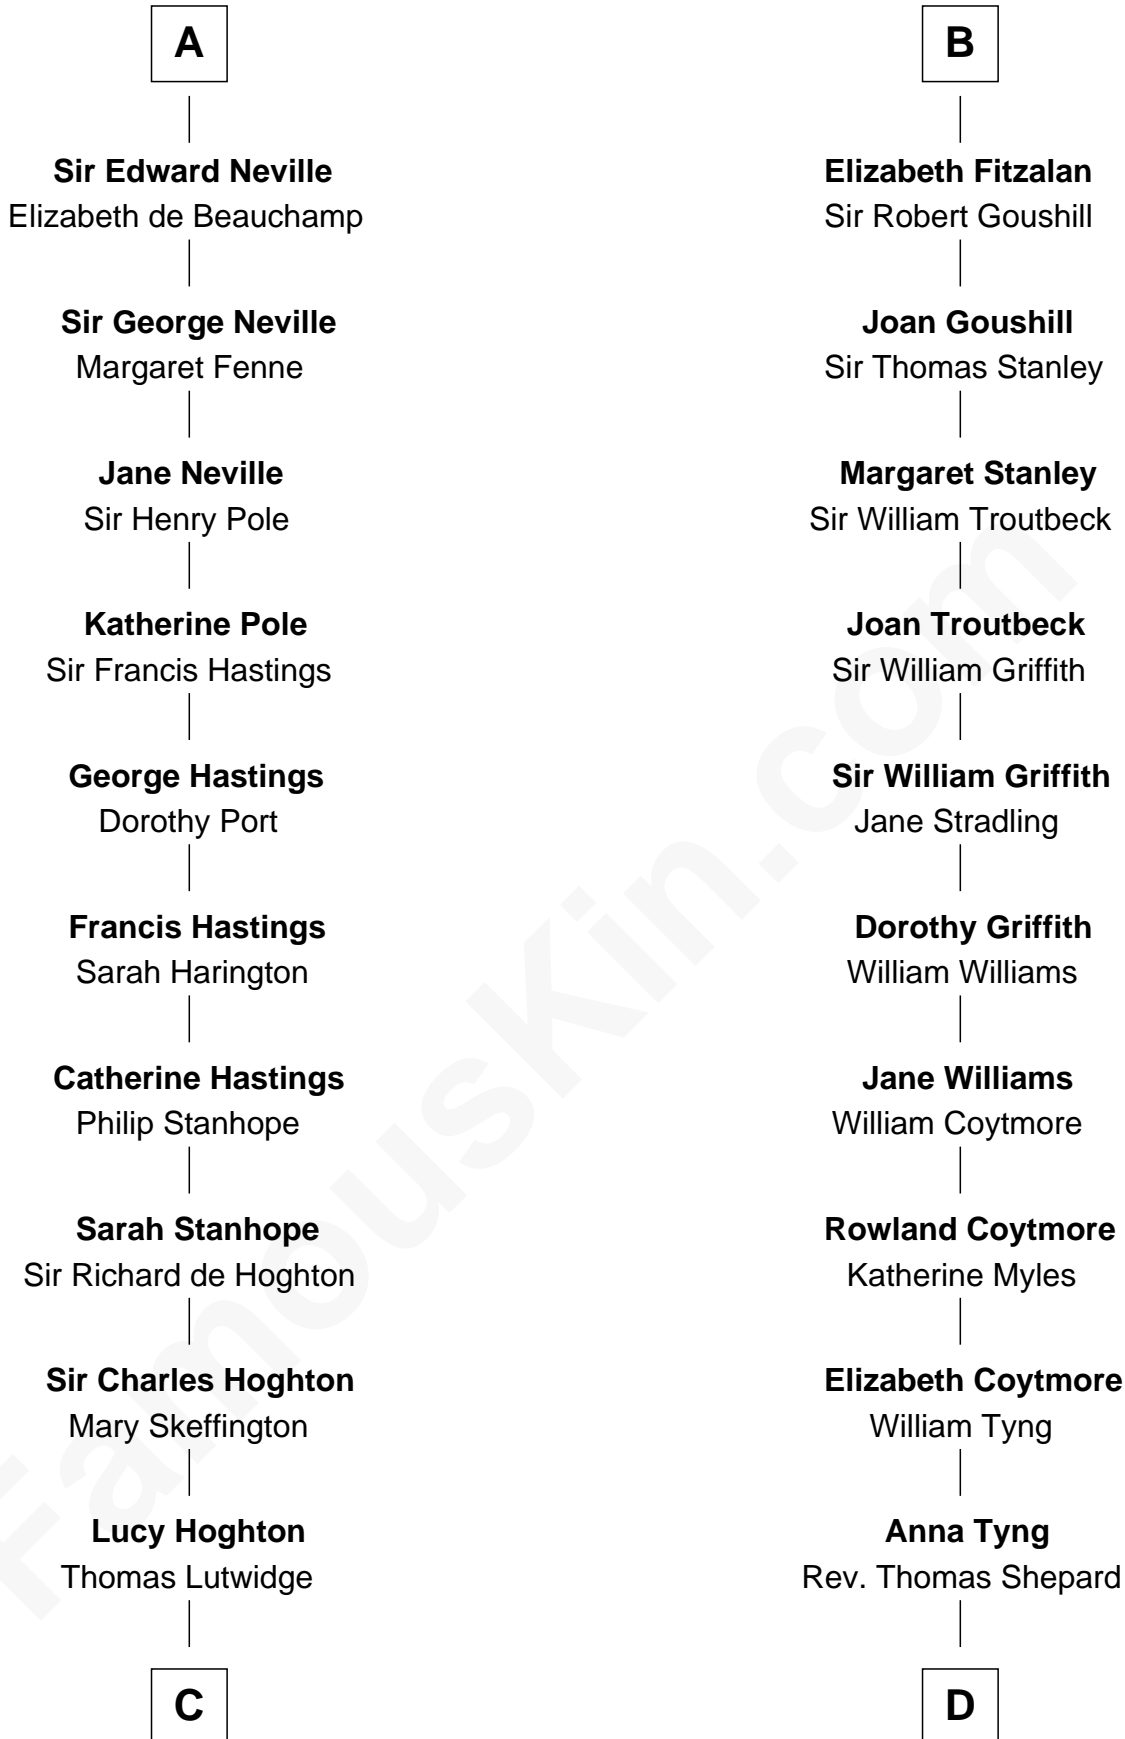 A
Sir Edward Neville
Elizabeth de Beauchamp
Sir George Neville
Margaret Fenne
Jane Neville
Sir Henry Pole
Katherine Pole
Sir Francis Hastings
George Hastings
Dorothy Port
Francis Hastings
Sarah Harington
Catherine Hastings
Philip Stanhope
Sarah Stanhope
Sir Richard de Hoghton
Sir Charles Hoghton
Mary Skeffington
Lucy Hoghton
Thomas Lutwidge
C
B
Elizabeth Fitzalan
Sir Robert Goushill
Joan Goushill
Sir Thomas Stanley
Margaret Stanley
Sir William Troutbeck
Joan Troutbeck
Sir William Griffith
Sir William Griffith
Jane Stradling
Dorothy Griffith
William Williams
Jane Williams
William Coytmore
Rowland Coytmore
Katherine Myles
Elizabeth Coytmore
William Tyng
Anna Tyng
Rev. Thomas Shepard
D
FamousKin.com